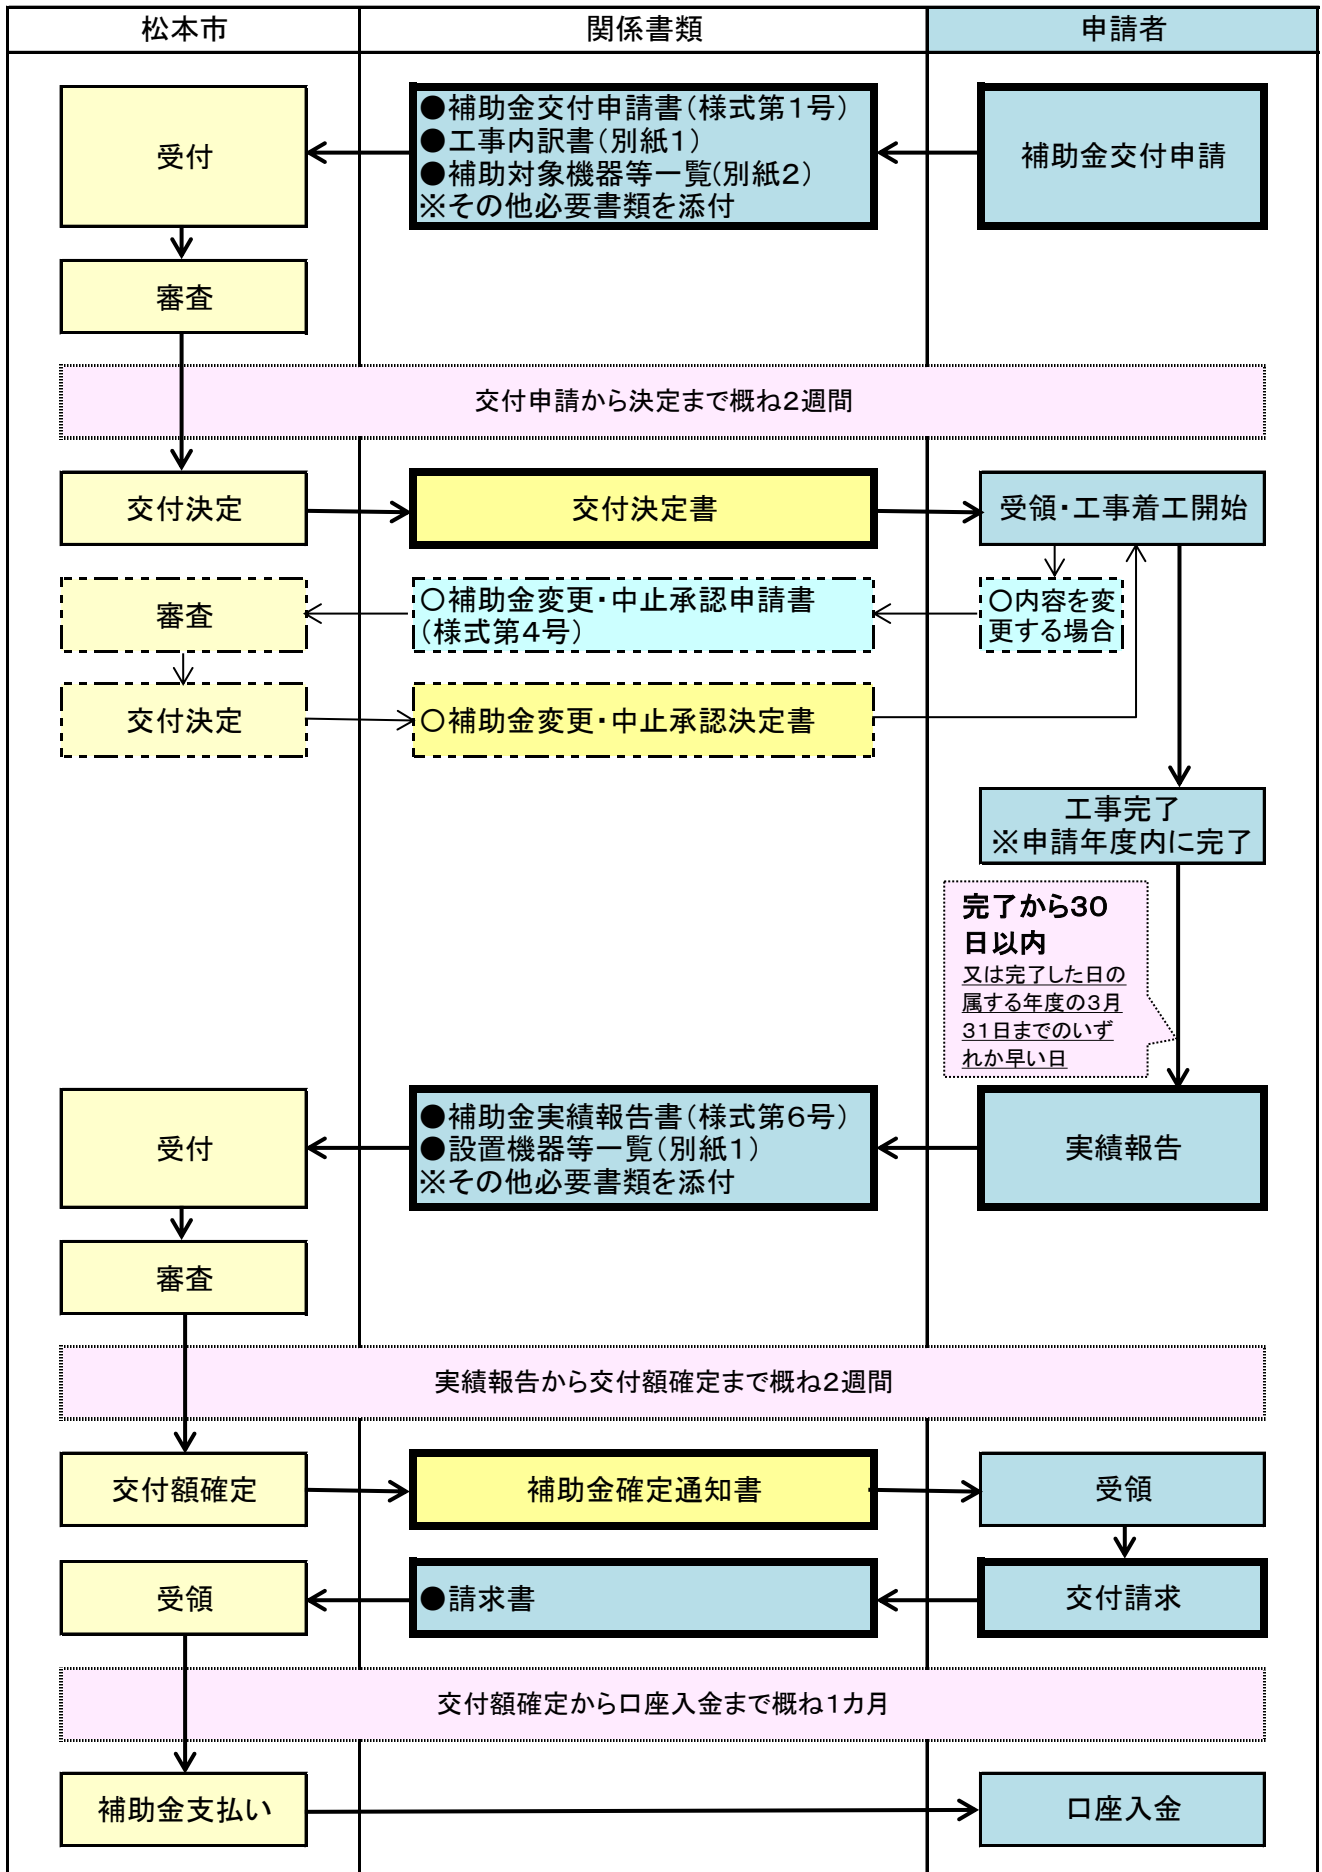 松本市
関係書類
申請者
受付
●補助金交付申請書(様式第1号)
●工事内訳書(別紙1)
●補助対象機器等一覧(別紙2)
※その他必要書類を添付
補助金交付申請
審査
交付申請から決定まで概ね2週間
交付決定
交付決定書
受領・工事着工開始
審査
○補助金変更・中止承認申請書
(様式第4号)
○内容を変
更する場合
交付決定
○補助金変更・中止承認決定書
工事完了
※申請年度内に完了
完了から30
日以内
又は完了した日の
属する年度の3月
31日までのいず
れか早い日
受付
●補助金実績報告書(様式第6号)
●設置機器等一覧(別紙1)
※その他必要書類を添付
実績報告
審査
実績報告から交付額確定まで概ね2週間
交付額確定
補助金確定通知書
受領
受領
●請求書
交付請求
交付額確定から口座入金まで概ね1カ月
補助金支払い
口座入金